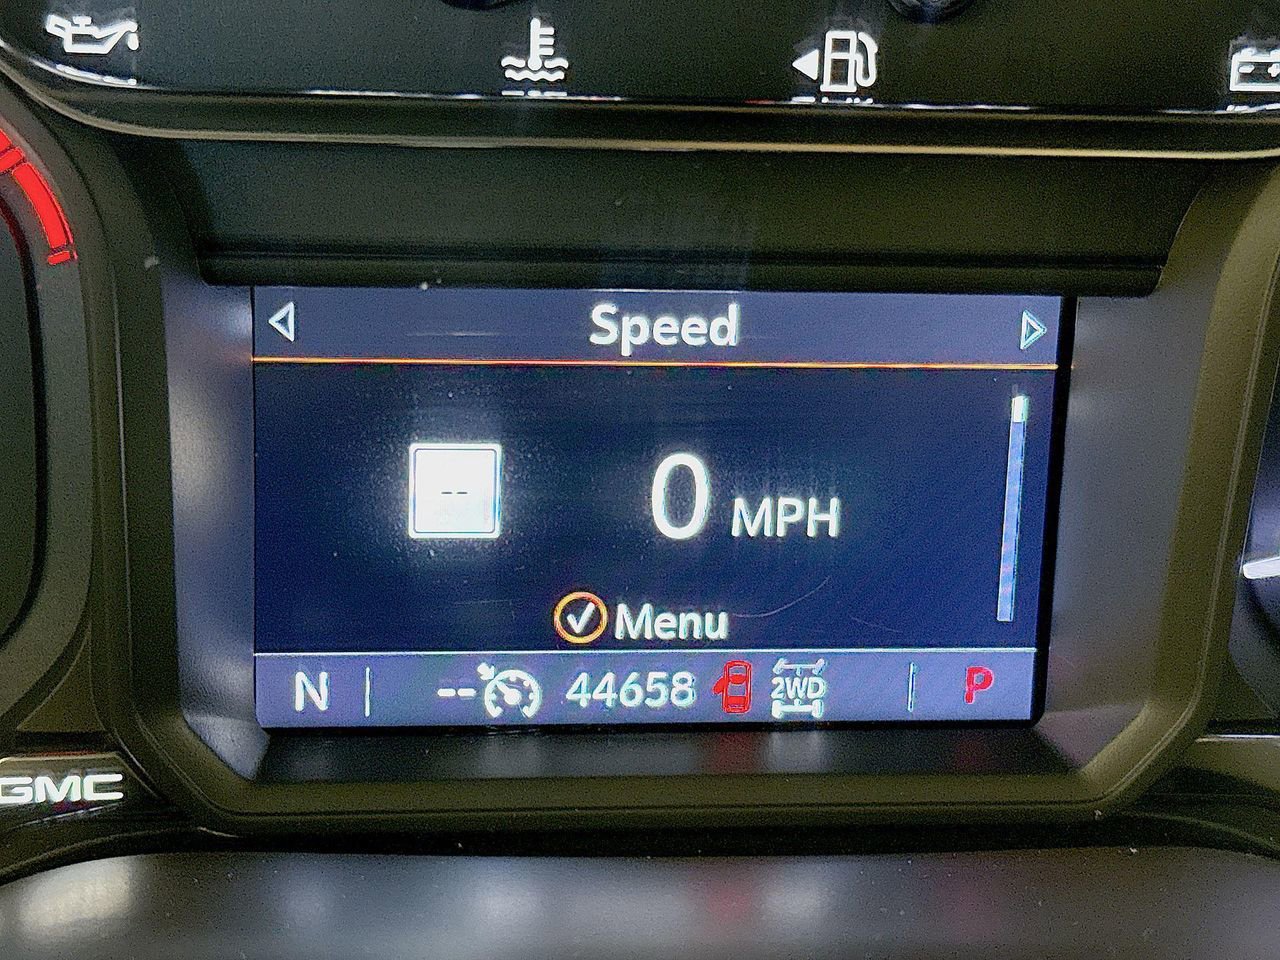 Speed
--
0 MPH
Menu
N
--
44658
2WD
P
GMC